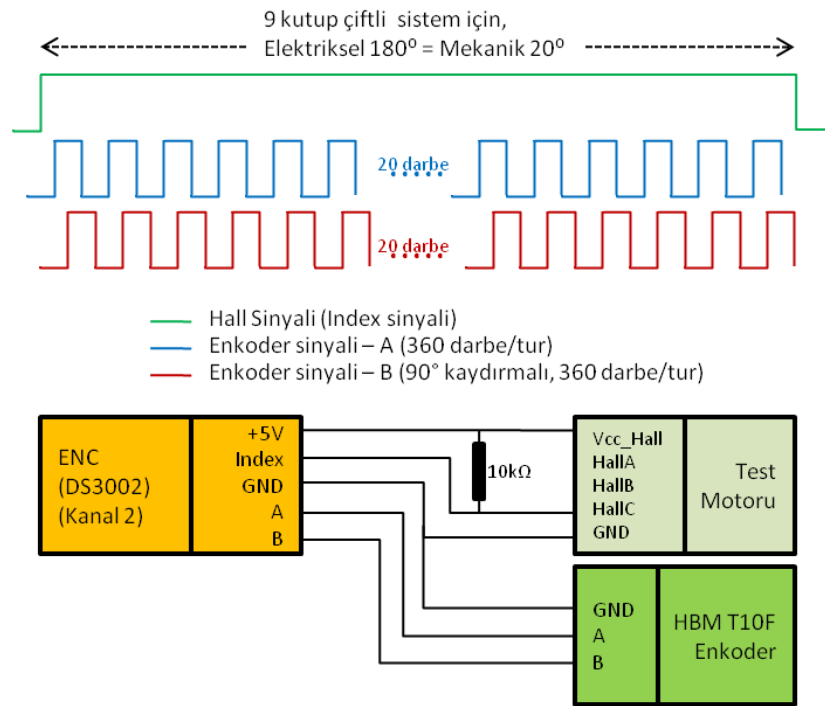 9 kutup çiftli sistem için,
Elektriksel 180⁰ = Mekanik 20⁰
20 darbe
20 darbe
Hall Sinyali (Index sinyali)
Enkoder sinyali – A (360 darbe/tur)
Enkoder sinyali – B (90° kaydırmalı, 360 darbe/tur)
ENC
(DS3002)
(Kanal 2)
+5V
Index
GND
A
B
10kΩ
Vcc_Hall
HallA
HallB
HallC
GND
Test
Motoru
GND
A
B
HBM T10F
Enkoder